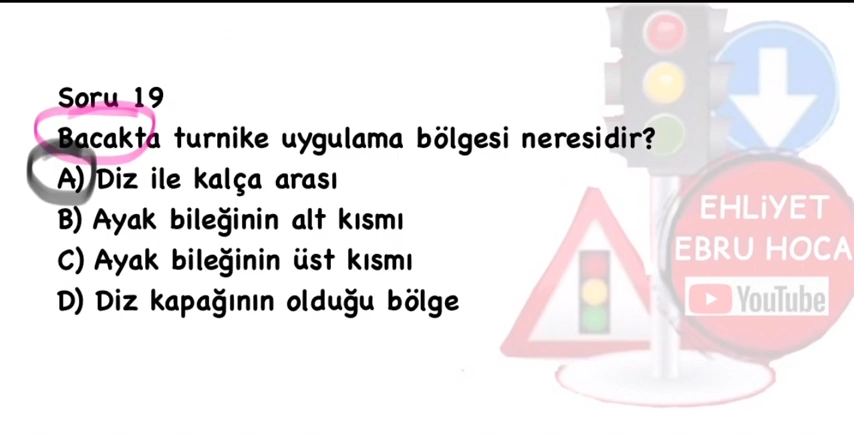 Soru 19
Bacakta turnike uygulama bölgesi neresidir?
A) Diz ile kalça arası
B) Ayak bileğinin alt kısmı
C) Ayak bileğinin üst kısmı
D) Diz kapağının olduğu bölge
EHLİYET
EBRU HOCA
YouTube